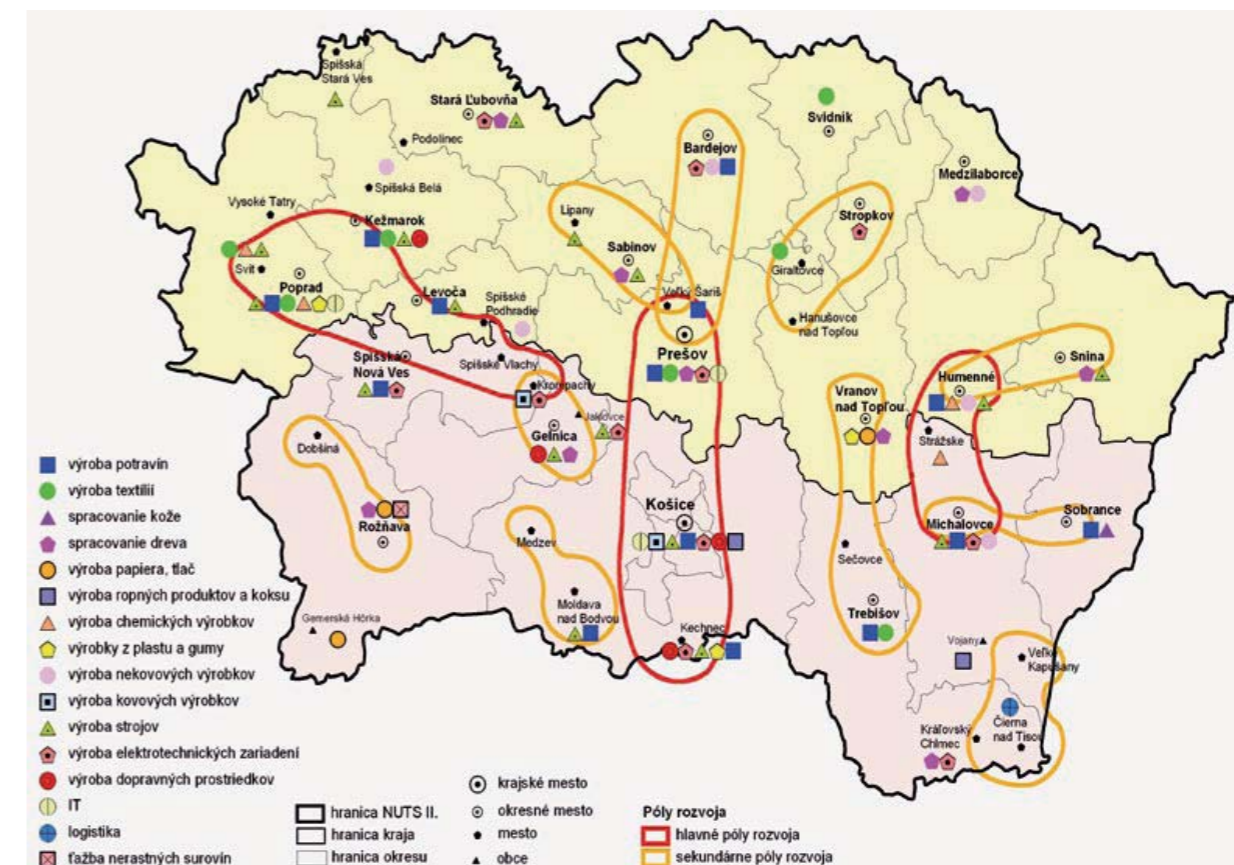 Spišská
Stará Ves
Stará Ľubovňa
Podolínec
Spišská Belá
Vysoké Tatry
Kežmarok
Svit
Poprad
Levoča
Spišské
Podhradie
Spišská
Nová Ves
Spišské Vlachy
Krompachy
Jaklovce
Gelnica
Dobšiná
Rožňava
Gemerská Hôrka
Medzev
Moldava
nad Bodvou
Bardejov
Lipany
Sabinov
Veľký Šariš
Prešov
Košice
Kechnec
Svidník
Stropkov
Giraltovce
Hanušovce
nad Topľou
Medzilaborce
Snina
Humenné
Vranov
nad Topľou
Strážske
Michalovce
Sobrance
Sečovce
Trebišov
Vojany
Veľké
Kapušany
Kráľovský
Chlmec
Čierna
nad Tisou
výroba potravín
výroba textílií
spracovanie kože
spracovanie dreva
výroba papiera, tlač
výroba ropných produktov a koksu
výroba chemických výrobkov
výrobky z plastu a gumy
výroba nekovových výrobkov
výroba kovových výrobkov
výroba strojov
výroba elektrotechnických zariadení
výroba dopravných prostriedkov
IT
logistika
ťažba nerastných surovín
hranica NUTS II.
hranica kraja
hranica okresu
krajské mesto
okresné mesto
mesto
obce
Póly rozvoja
hlavné póly rozvoja
sekundárne póly rozvoja